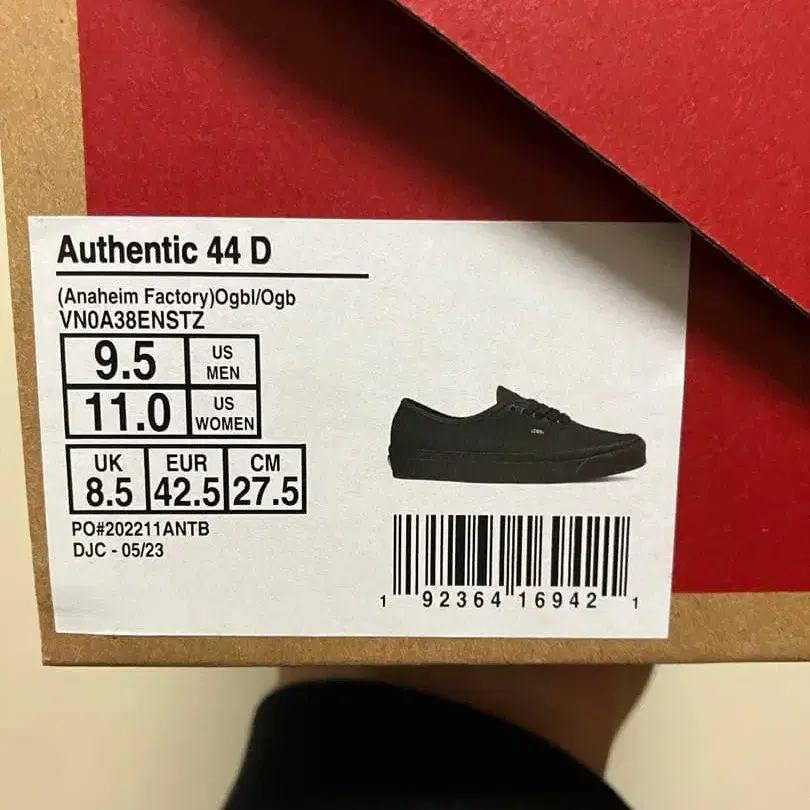 Authentic 44 D
(Anaheim Factory)Ogbl/Ogb
VN0A38ENSTZ
9.5 US MEN
11.0 US WOMEN
UK EUR CM
8.5 42.5 27.5
PO#202211ANTB
DJC - 05/23
1 92364 16942 1